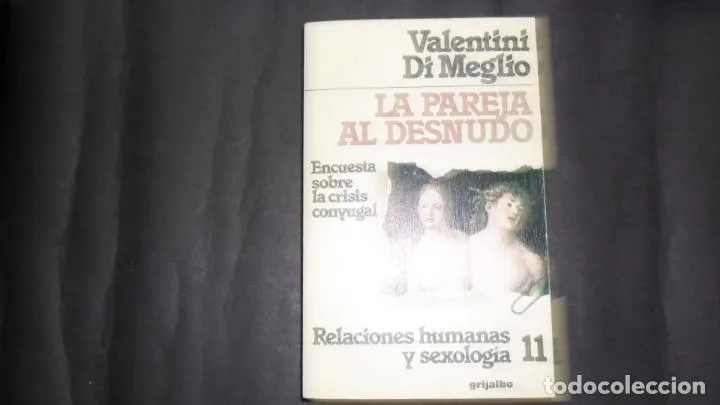 Valentini
Di Meglio
LA PAREJA
AL DESNUDO
Encuesta
sobre
la crisis
conyugal
Relaciones humanas
y sexología 11
grijalbo
todocoleccion